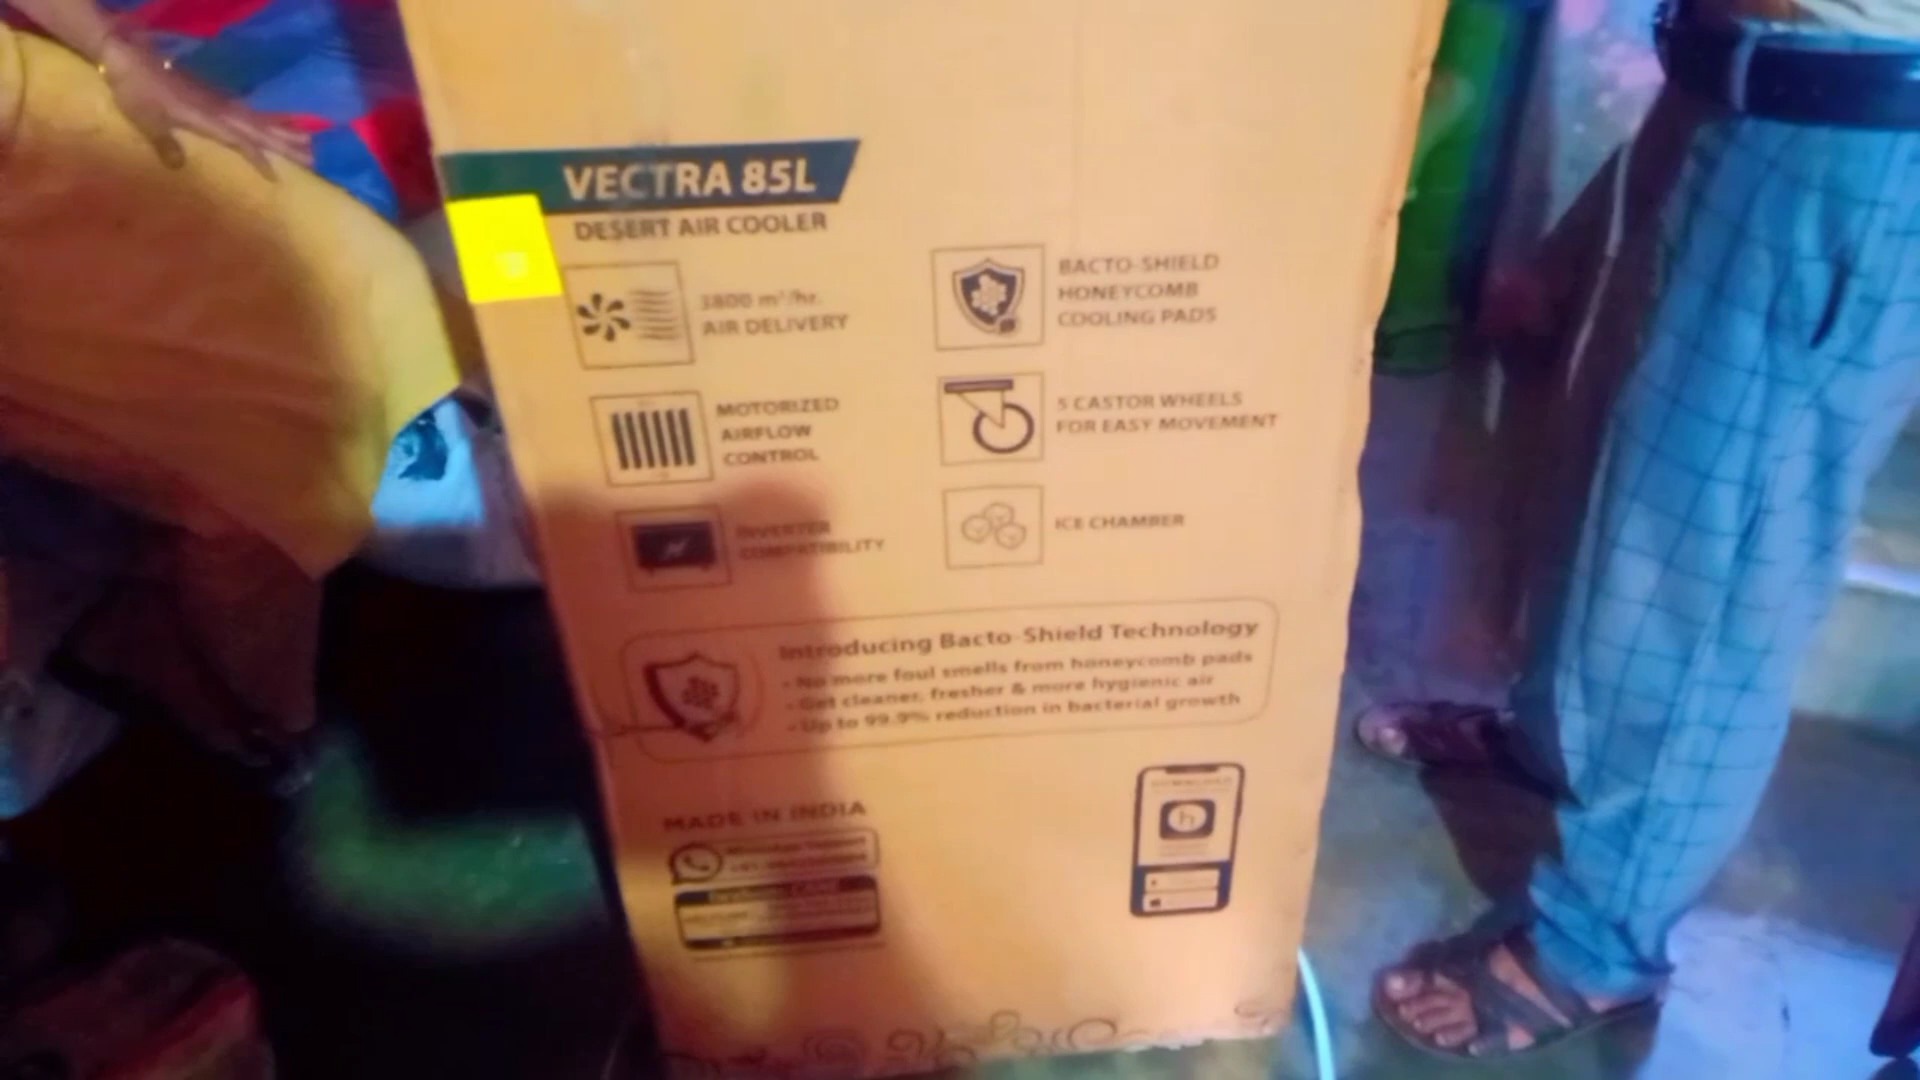 VECTRA 85L
DESERT AIR COOLER
3800 m³/hr.
AIR DELIVERY
BACTO-SHIELD
HONEYCOMB
COOLING PADS
MOTORIZED
AIRFLOW
CONTROL
5 CASTOR WHEELS
FOR EASY MOVEMENT
INVERTER
COMPATIBILITY
ICE CHAMBER
Introducing Bacto-Shield Technology
- No more foul smells from honeycomb pads
- Get cleaner, fresher & more hygienic air
- Up to 99.9% reduction in bacterial growth
MADE IN INDIA
h